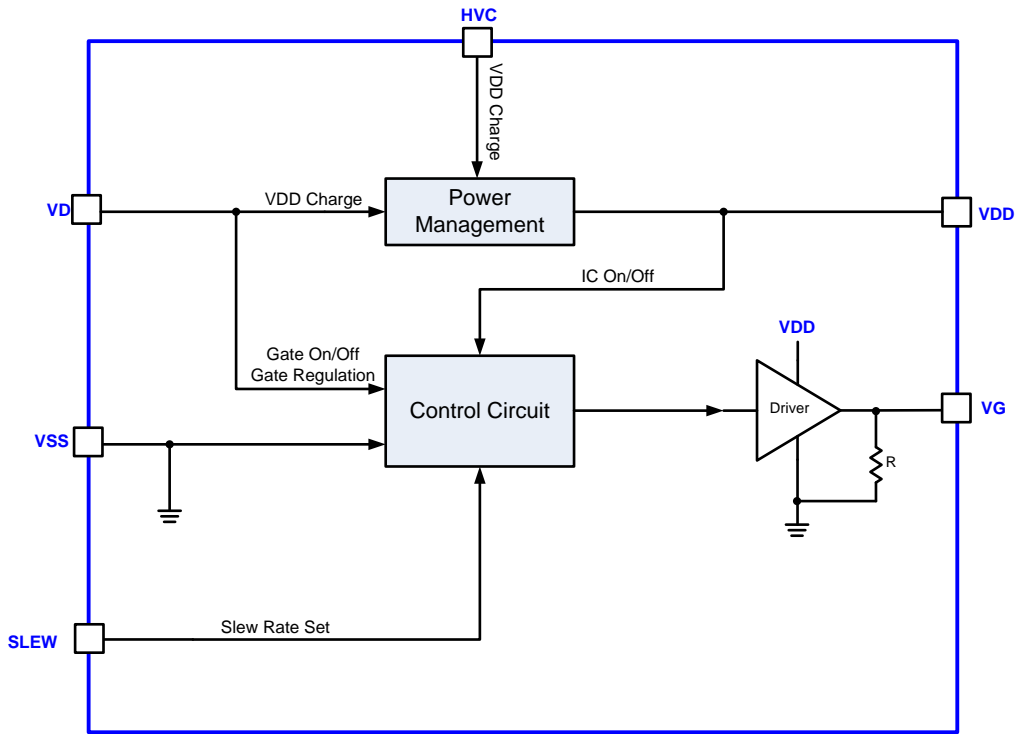 HVC
VDD Charge
VD
VDD Charge
Power
Management
VDD
IC On/Off
VDD
Gate On/Off
Gate Regulation
Control Circuit
Driver
VG
VSS
R
SLEW
Slew Rate Set